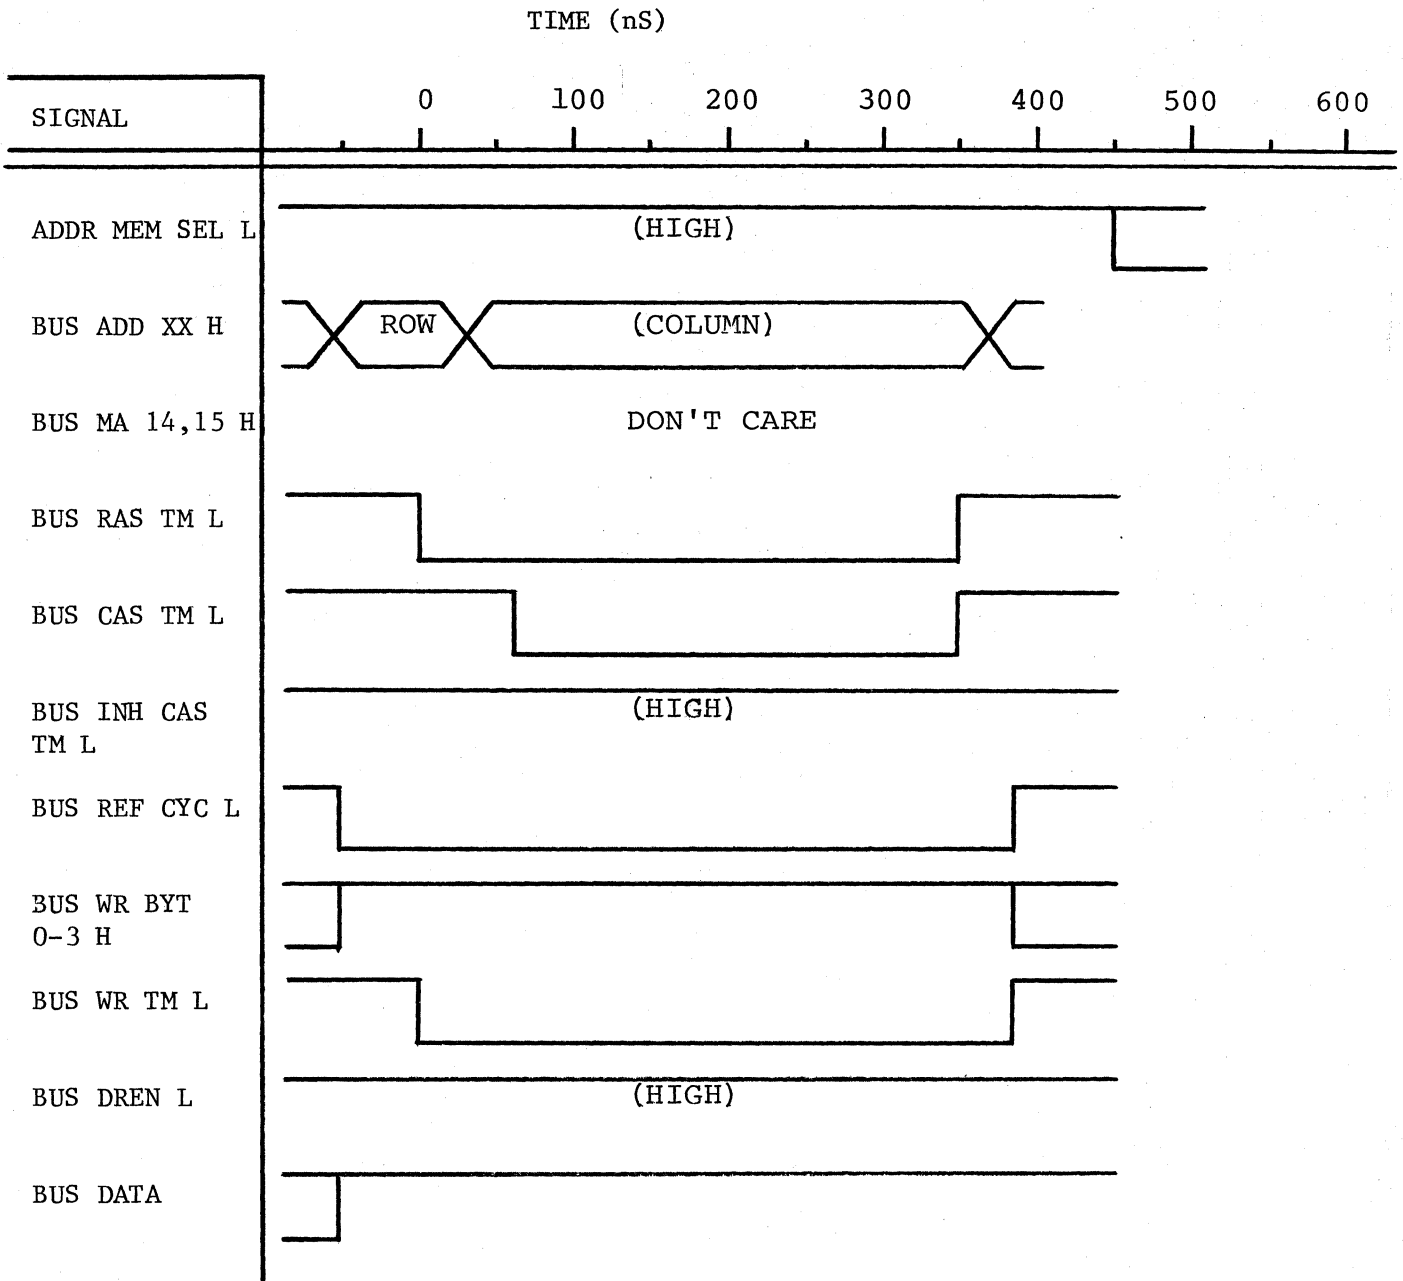 TIME (nS)
SIGNAL
0 100 200 300 400 500 600
ADDR MEM SEL L
(HIGH)
BUS ADD XX H
ROW
(COLUMN)
BUS MA 14,15 H
DON'T CARE
BUS RAS TM L
BUS CAS TM L
BUS INH CAS
TM L
(HIGH)
BUS REF CYC L
BUS WR BYT
0-3 H
BUS WR TM L
BUS DREN L
(HIGH)
BUS DATA